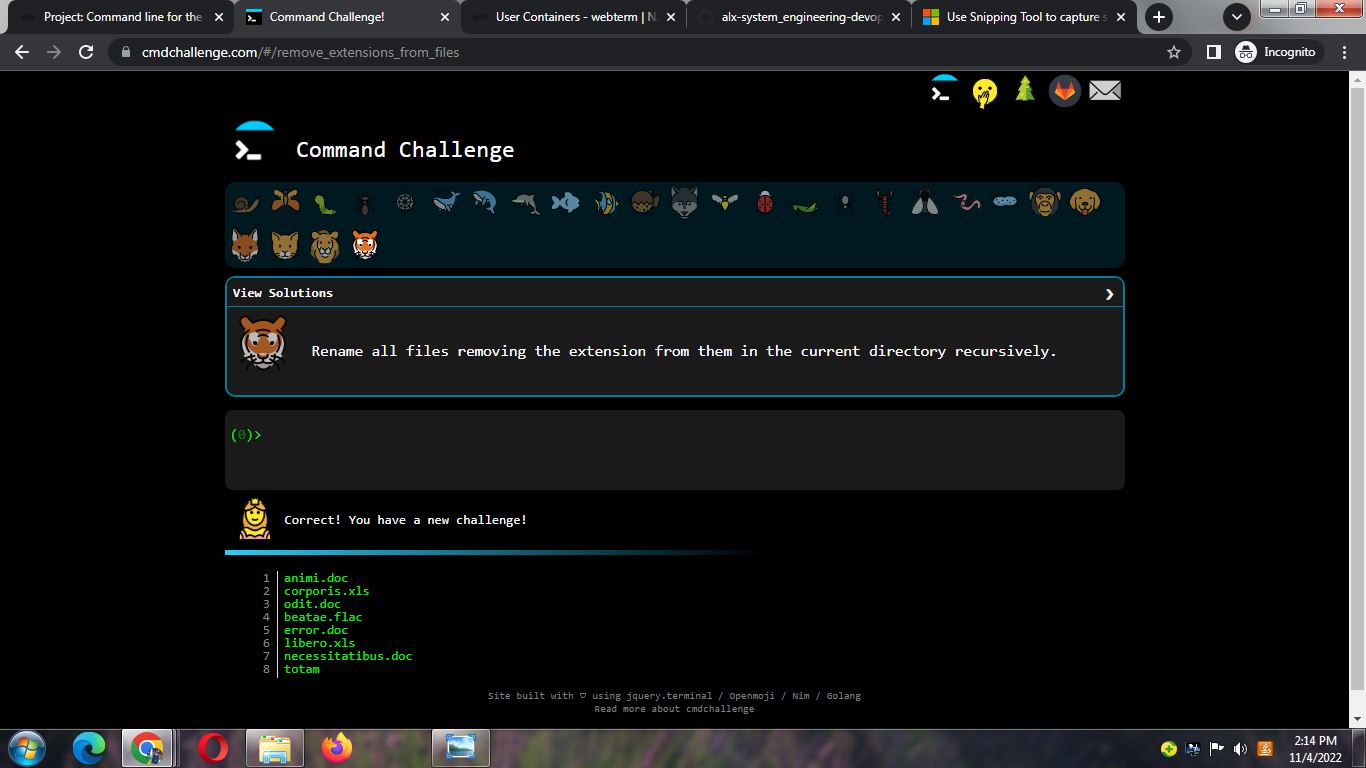 Project: Command line for the
Command Challenge!
User Containers - webterm | N
alx-system_engineering-devop
Use Snipping Tool to capture s
cmdchallenge.com/#/remove_extensions_from_files
Incognito
Command Challenge
View Solutions
Rename all files removing the extension from them in the current directory recursively.
(0)>
Correct! You have a new challenge!
1 animi.doc
2 corporis.xls
3 odit.doc
4 beatae.flac
5 error.doc
6 libero.xls
7 necessitatibus.doc
8 totam
Site built with ♡ using jquery.terminal / Openmoji / Nim / Golang
Read more about cmdchallenge
2:14 PM
11/4/2022